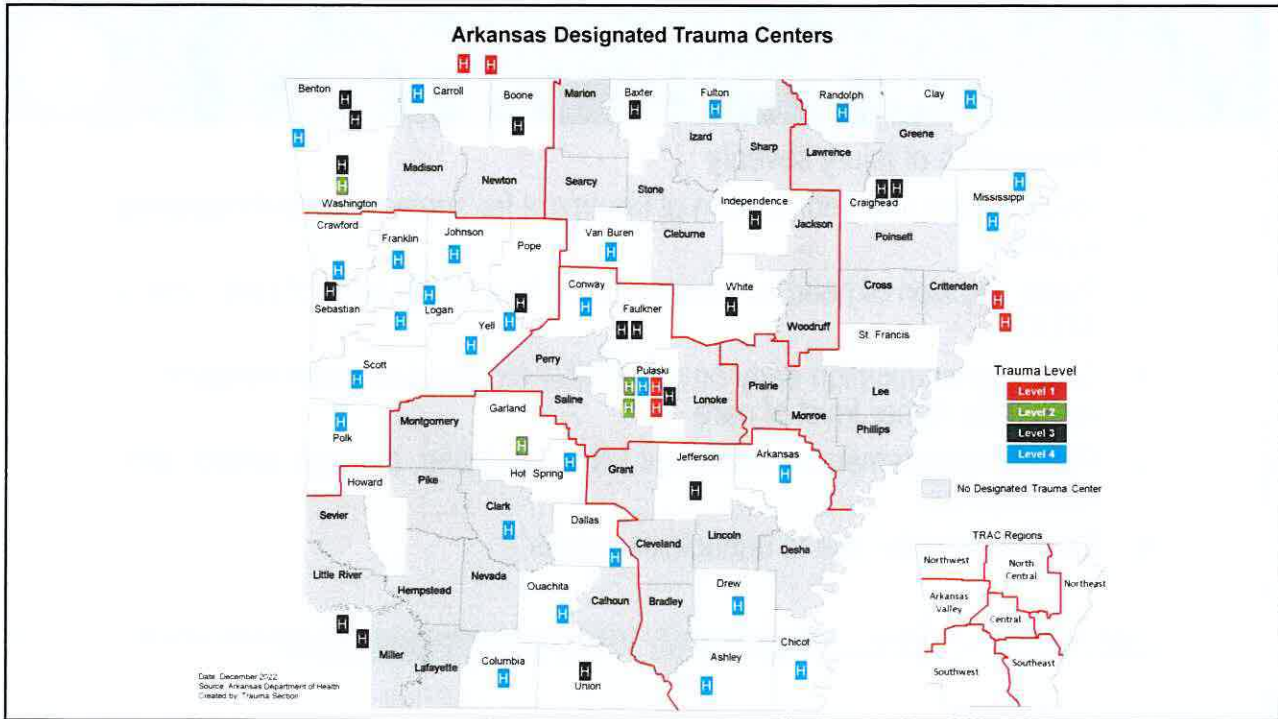 Arkansas Designated Trauma Centers
H H
Benton
Carroll
Boone
Marion
Baxter
Fulton
Randolph
Clay
H
H
H
H
H
H
H
H
H
H
Izard
Sharp
Lawrence
Greene
Madison
Newton
Searcy
Stone
H
H
Washington
Independence
H
Jackson
Craighead
H H
Mississippi
H
H
Crawford
Franklin
Johnson
Pope
Van Buren
Cleburne
Poinsett
H
H
H
H
Sebastian
H
Logan
H
H
Yell
H
H
H
Conway
H
Faulkner
H H
White
H
Woodruff
Cross
Crittenden
H
H
St. Francis
Scott
H
Perry
Saline
Pulaski
H H H
H
H H
Lonoke
Prairie
Monroe
Lee
Phillips
Trauma Level
Level 1
Level 2
Level 3
Level 4
No Designated Trauma Center
Polk
H
Montgomery
Garland
H
Hot Spring
H
Grant
Jefferson
H
Arkansas
H
Howard
Pike
Sevier
Clark
H
Dallas
H
Cleveland
Lincoln
Desha
Little River
Hempstead
Nevada
Ouachita
H
Calhoun
Bradley
Drew
H
H
H
Miller
Lafayette
Columbia
H
Union
H
Ashley
H
Chicot
H
TRAC Regions
Northwest
North
Central
Northeast
Arkansas
Valley
Central
Southwest
Southeast
Date: December 2022
Source: Arkansas Department of Health
Created by: Trauma Section